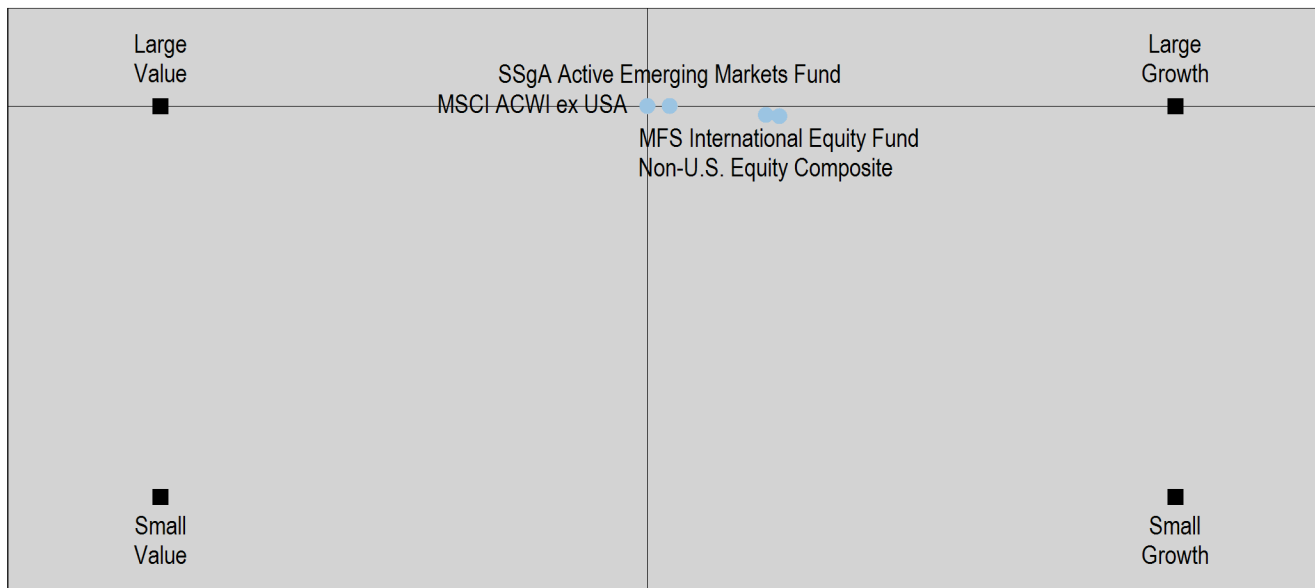 Large
Value
Large
Growth
SSgA Active Emerging Markets Fund
MSCI ACWI ex USA
MFS International Equity Fund
Non-U.S. Equity Composite
Small
Value
Small
Growth